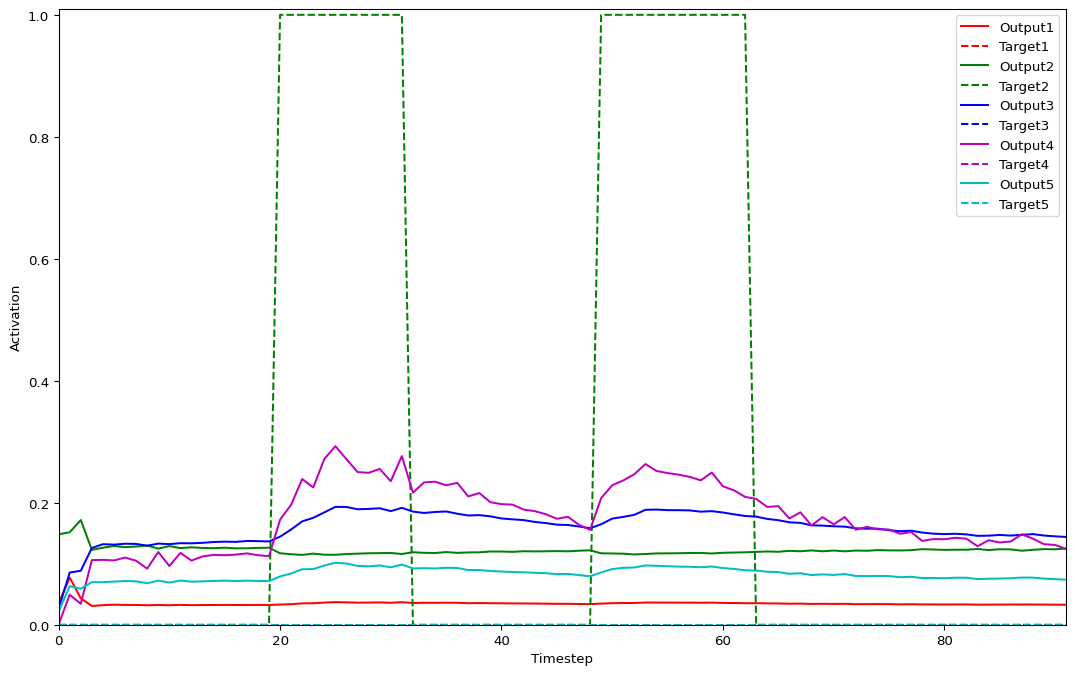 1.0
0.8
0.6
0.4
0.2
0.0
Activation
0
20
40
60
80
Timestep
Output1
Target1
Output2
Target2
Output3
Target3
Output4
Target4
Output5
Target5